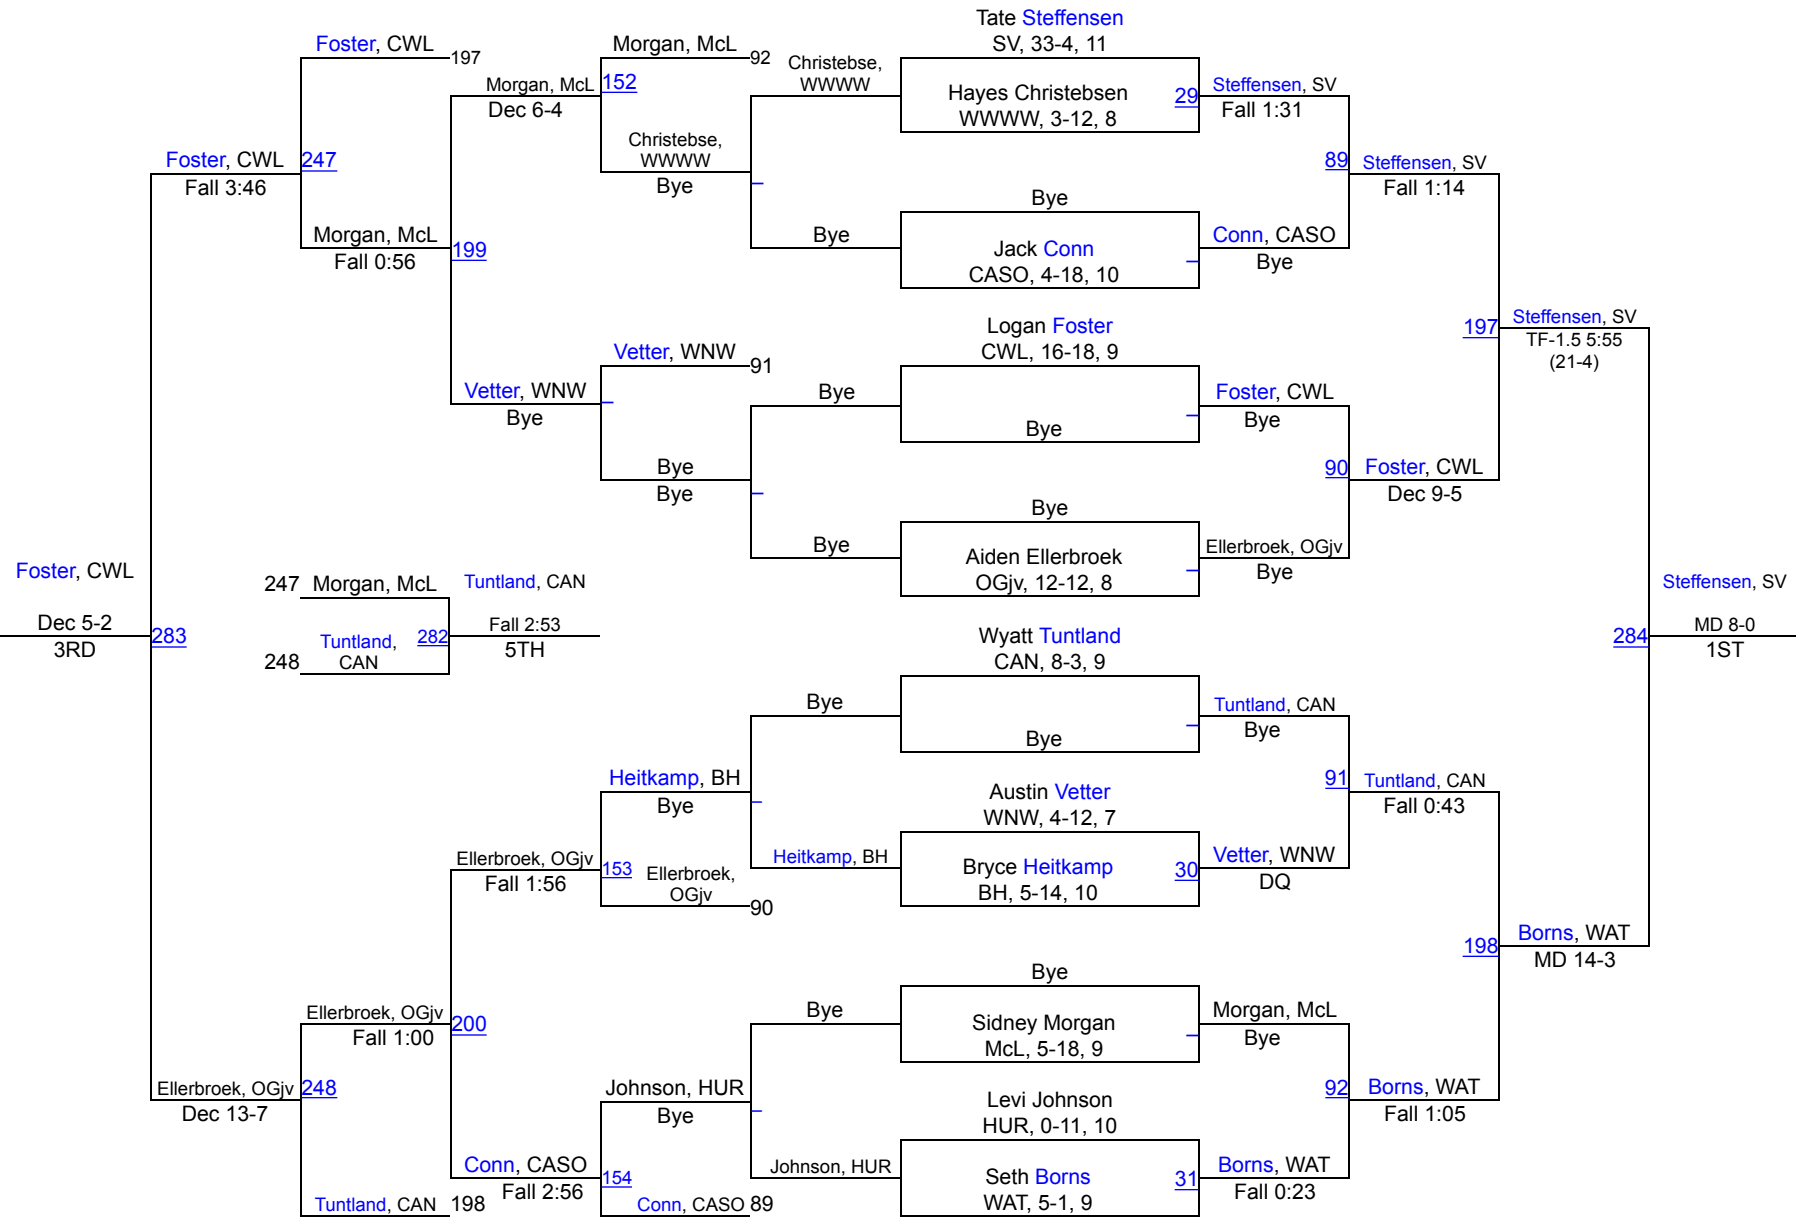 Tate Steffensen
SV, 33-4, 11
Foster, CWL
197
Morgan, McL
92
Christebse,
WWWW
Morgan, McL
Dec 6-4
152
Hayes Christebsen
WWWW, 3-12, 8
29
Steffensen, SV
Fall 1:31
Christebse,
WWWW
Bye
Foster, CWL
Fall 3:46
247
89
Steffensen, SV
Fall 1:14
Bye
Morgan, McL
Fall 0:56
199
Bye
Jack Conn
CASO, 4-18, 10
Conn, CASO
Bye
Logan Foster
CWL, 16-18, 9
197
Steffensen, SV
TF-1.5 5:55
(21-4)
Vetter, WNW
91
Vetter, WNW
Bye
Bye
Foster, CWL
Bye
Bye
Bye
Bye
90
Foster, CWL
Dec 9-5
Bye
Bye
Aiden Ellerbroek
OGjv, 12-12, 8
Ellerbroek, OGjv
Bye
Foster, CWL
Dec 5-2
3RD
283
247
Morgan, McL
Tuntland, CAN
248
Tuntland,
CAN
282
Fall 2:53
5TH
Steffensen, SV
284
MD 8-0
1ST
Wyatt Tuntland
CAN, 8-3, 9
Bye
Bye
Tuntland, CAN
Bye
Heitkamp, BH
Bye
Austin Vetter
WNW, 4-12, 7
91
Tuntland, CAN
Fall 0:43
Ellerbroek, OGjv
Fall 1:56
153
Ellerbroek,
OGjv
90
Heitkamp, BH
Bryce Heitkamp
BH, 5-14, 10
30
Vetter, WNW
DQ
198
Borns, WAT
MD 14-3
Bye
Ellerbroek, OGjv
Fall 1:00
200
Bye
Sidney Morgan
McL, 5-18, 9
Morgan, McL
Bye
Ellerbroek, OGjv
Dec 13-7
248
Johnson, HUR
Bye
Levi Johnson
HUR, 0-11, 10
92
Borns, WAT
Fall 1:05
Conn, CASO
Fall 2:56
154
Johnson, HUR
Seth Borns
WAT, 5-1, 9
31
Borns, WAT
Fall 0:23
Tuntland, CAN
198
Conn, CASO
89